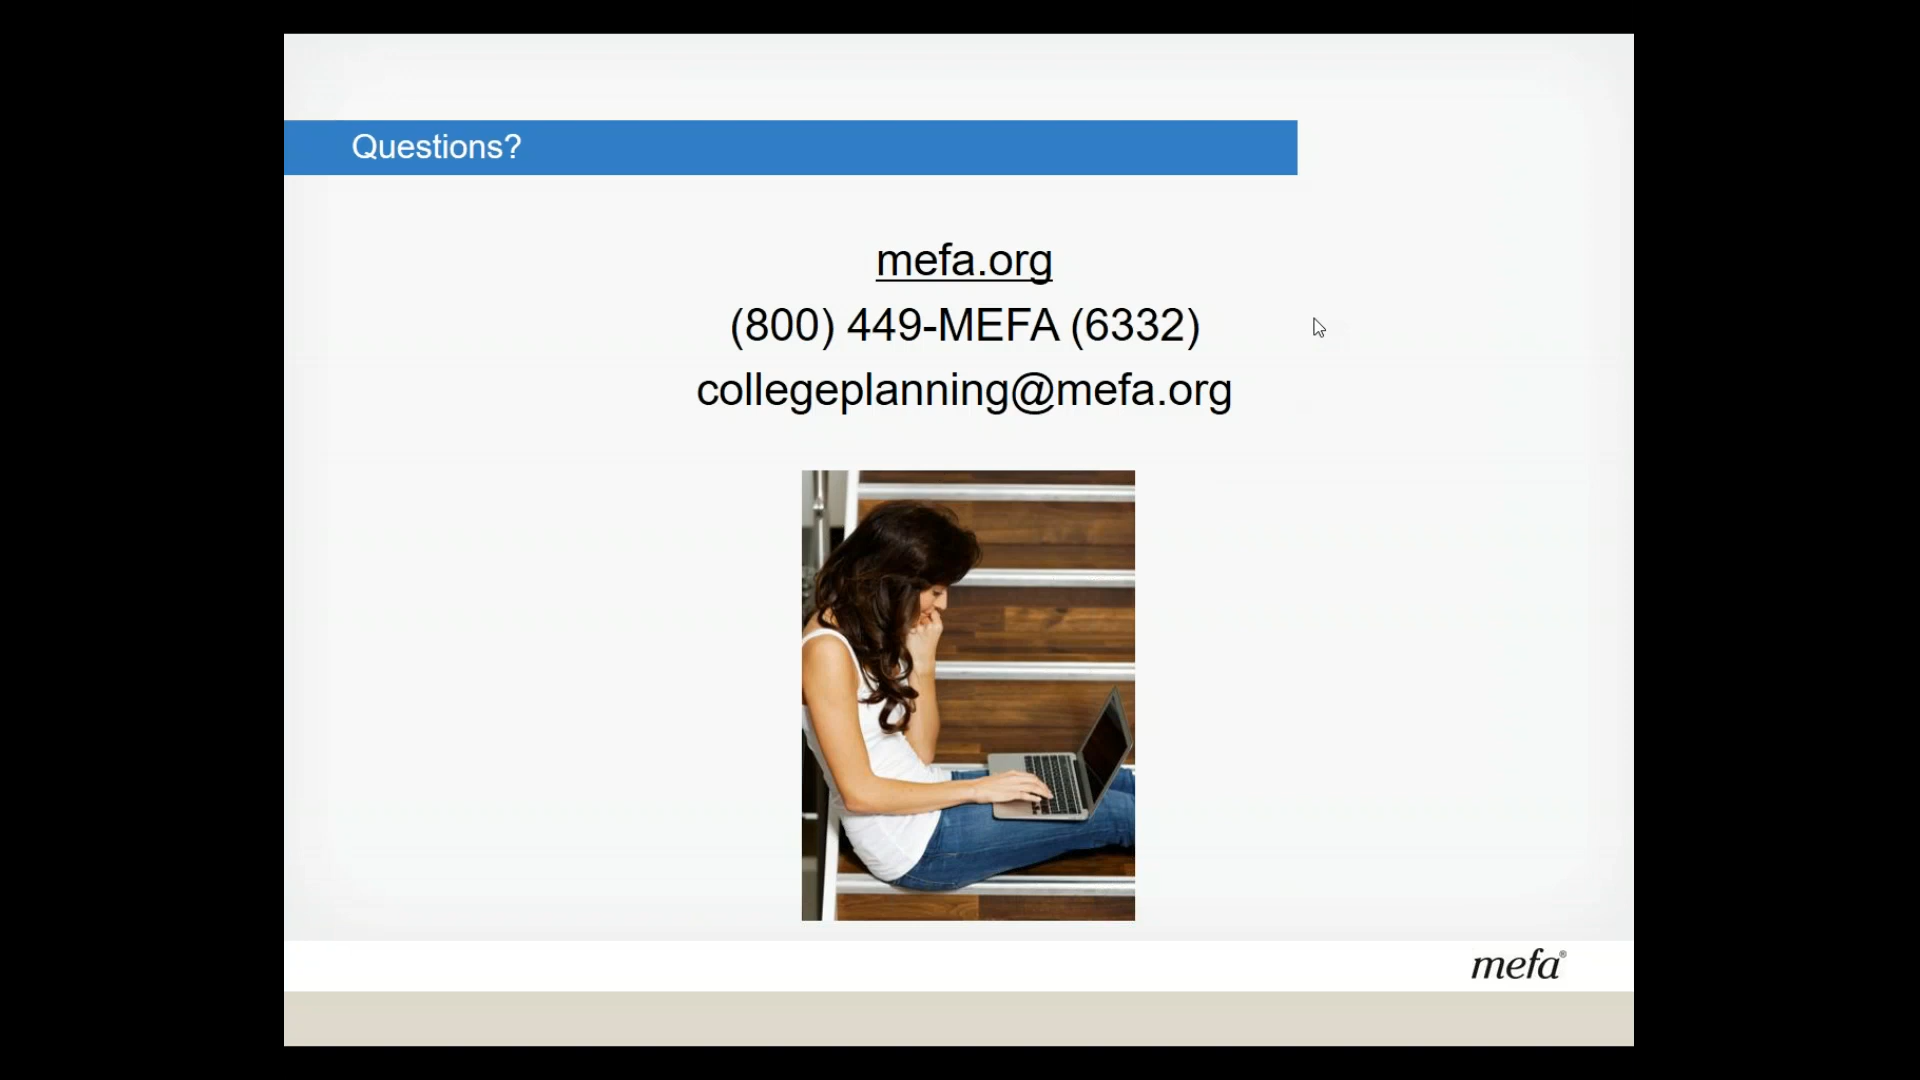 Questions?
mefa.org
(800) 449-MEFA (6332)
collegeplanning@mefa.org
mefa®